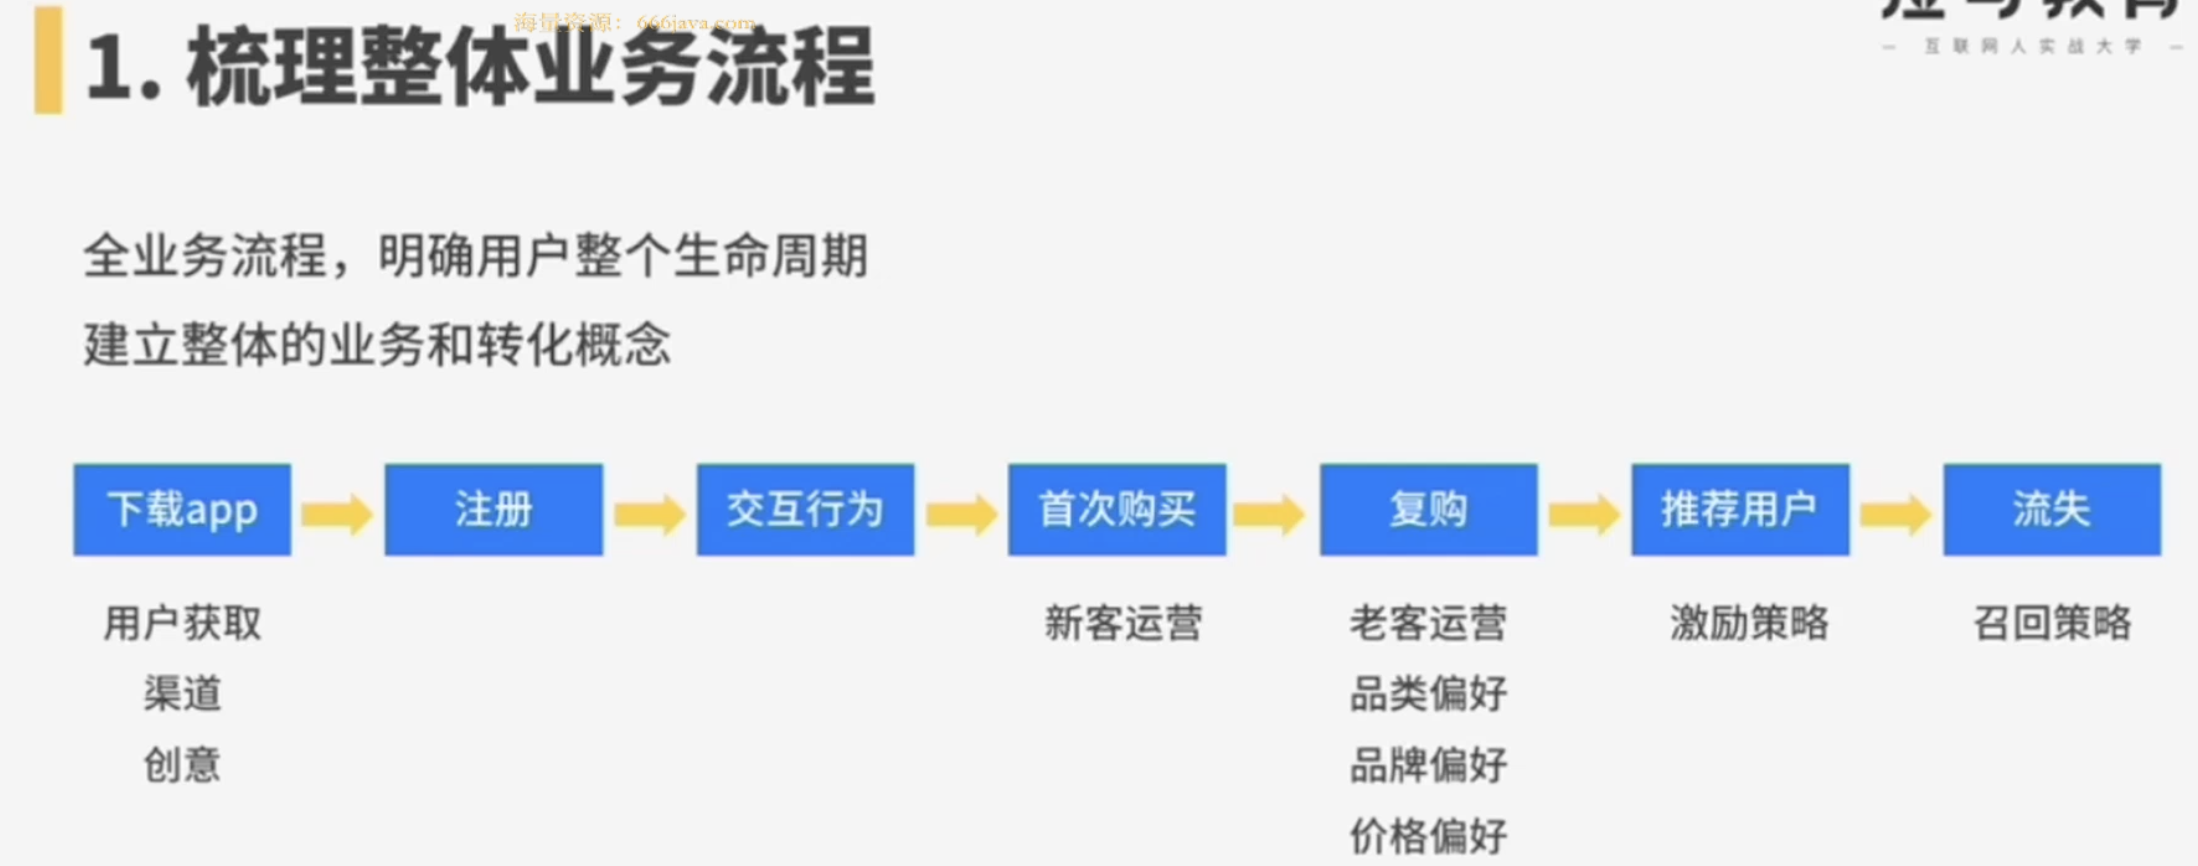 海量资源：666java.com
1. 梳理整体业务流程
互联网人实战大学
全业务流程，明确用户整个生命周期
建立整体的业务和转化概念
下载app
注册
交互行为
首次购买
复购
推荐用户
流失
用户获取
新客运营
老客运营
激励策略
召回策略
渠道
品类偏好
创意
品牌偏好
价格偏好